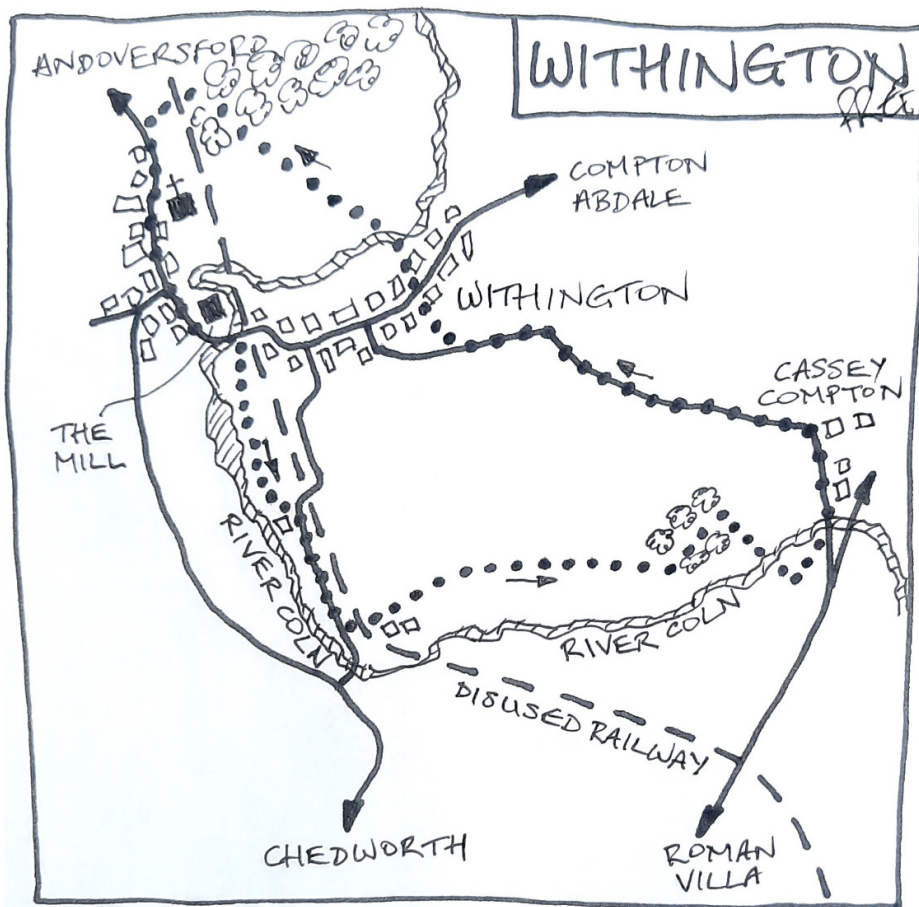 WITHINGTON
ANDOVERSFORD
COMPTON
ABDALE
WITHINGTON
CASSEY
COMPTON
THE
MILL
RIVER COLN
RIVER COLN
DISUSED RAILWAY
CHEDWORTH
ROMAN
VILLA